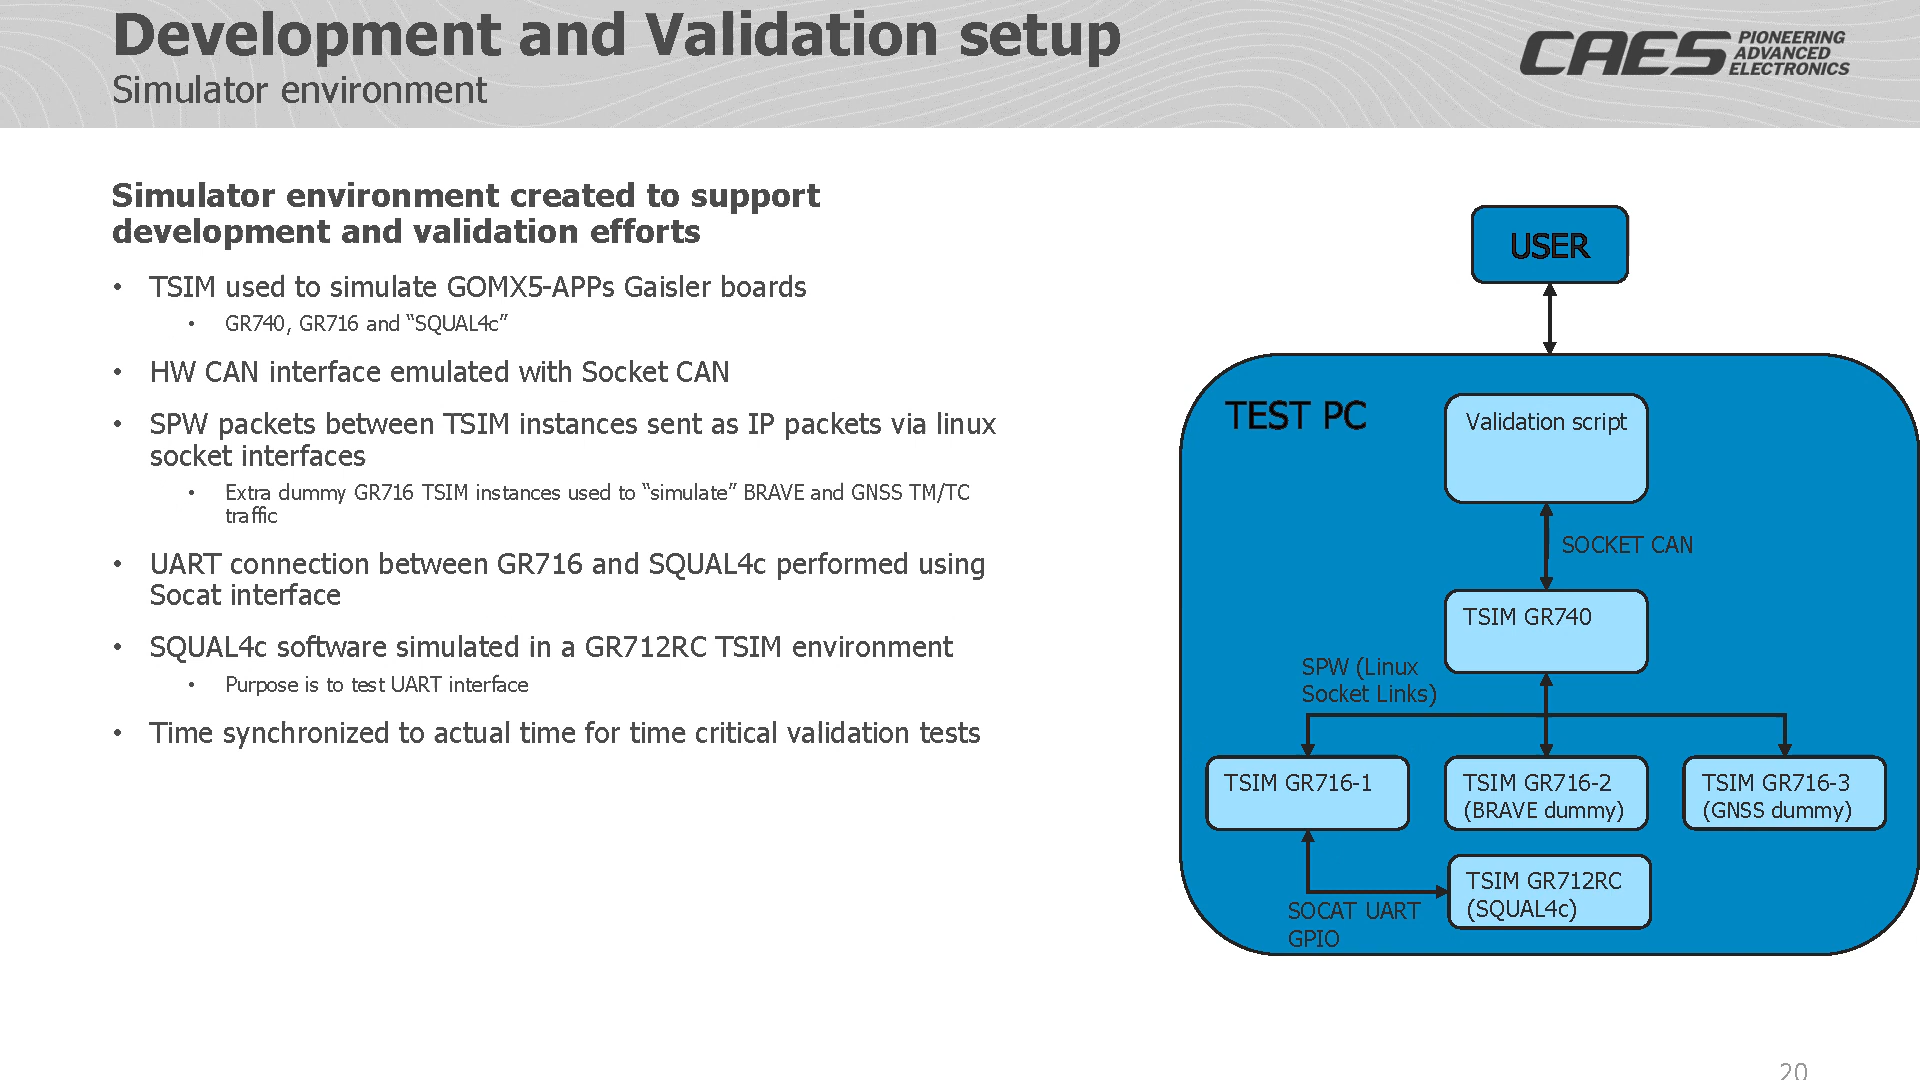 Development and Validation setup
Simulator environment
CAES PIONEERING
ADVANCED
ELECTRONICS
Simulator environment created to support
development and validation efforts
• TSIM used to simulate GOMX5-APPs Gaisler boards
• GR740, GR716 and “SQUAL4c”
• HW CAN interface emulated with Socket CAN
• SPW packets between TSIM instances sent as IP packets via linux
socket interfaces
• Extra dummy GR716 TSIM instances used to “simulate” BRAVE and GNSS TM/TC
traffic
• UART connection between GR716 and SQUAL4c performed using
Socat interface
• SQUAL4c software simulated in a GR712RC TSIM environment
• Purpose is to test UART interface
• Time synchronized to actual time for time critical validation tests
USER
TEST PC
Validation script
SOCKET CAN
TSIM GR740
SPW (Linux
Socket Links)
TSIM GR716-1
TSIM GR716-2
(BRAVE dummy)
TSIM GR716-3
(GNSS dummy)
TSIM GR712RC
(SQUAL4c)
SOCAT UART
GPIO
20